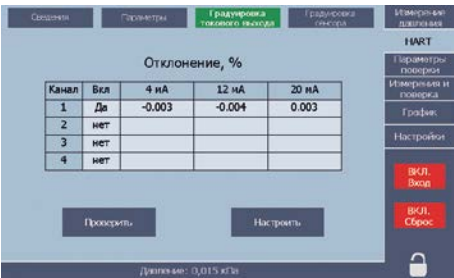 Сведения Параметры Градуировка токового выхода Градуировка сенсора Измерение давления
HART
Параметры поверки
Измерения и поверка
График
Настройки
Отклонение, %
Канал Вкл 4 мА 12 мА 20 мА
1 Да -0.003 -0.004 0.003
2 нет
3 нет
4 нет
ВКЛ. Вход
ВКЛ. Сброс
Проверить Настроить
Давление: 0,015 кПа